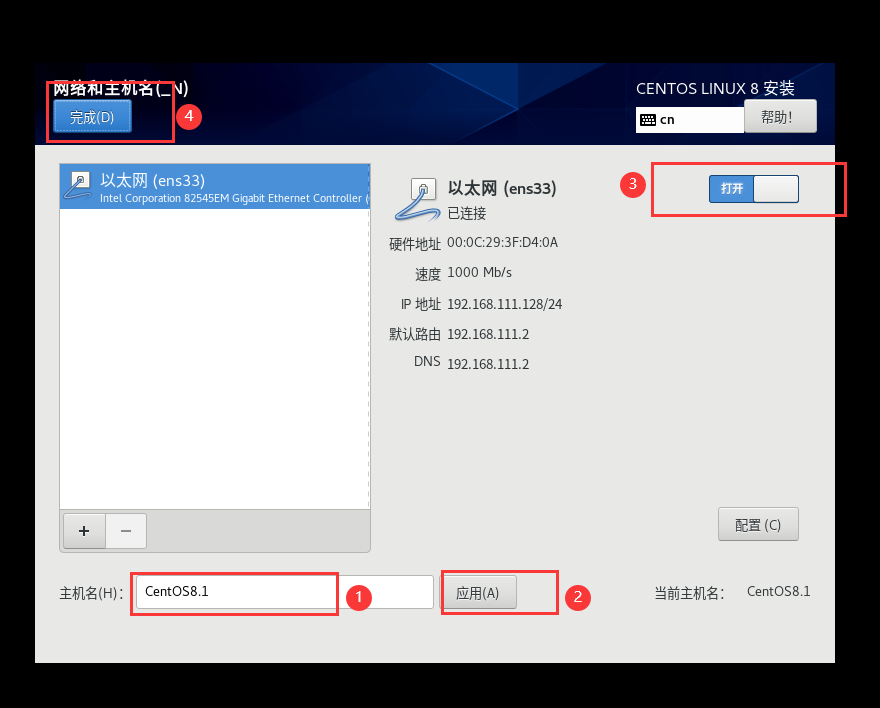 网络和主机名(_N)
CENTOS LINUX 8 安装
完成(D)
4
cn
帮助！
以太网 (ens33)
Intel Corporation 82545EM Gigabit Ethernet Controller (
以太网 (ens33)
已连接
3
打开
硬件地址 00:0C:29:3F:D4:0A
速度 1000 Mb/s
IP 地址 192.168.111.128/24
默认路由 192.168.111.2
DNS 192.168.111.2
+
−
配置 (C)
主机名(H)：
CentOS8.1
1
应用(A)
2
当前主机名：
CentOS8.1